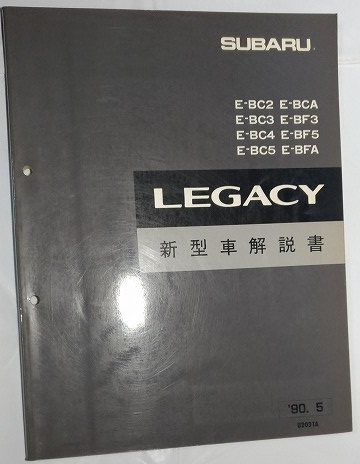 SUBARU
E-BC2 E-BCA
E-BC3 E-BF3
E-BC4 E-BF5
E-BC5 E-BFA
LEGACY
新型車解説書
'90. 5